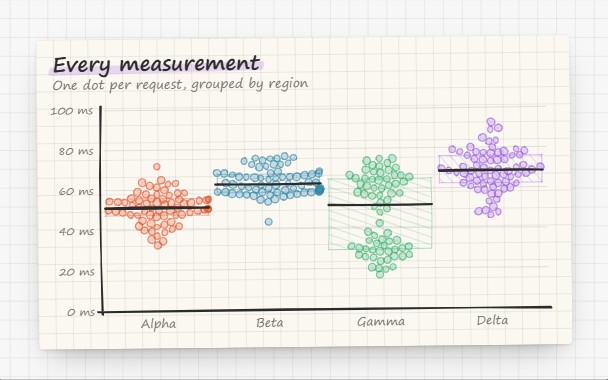 Every measurement
One dot per request, grouped by region
100 ms
80 ms
60 ms
40 ms
20 ms
0 ms
Alpha
Beta
Gamma
Delta